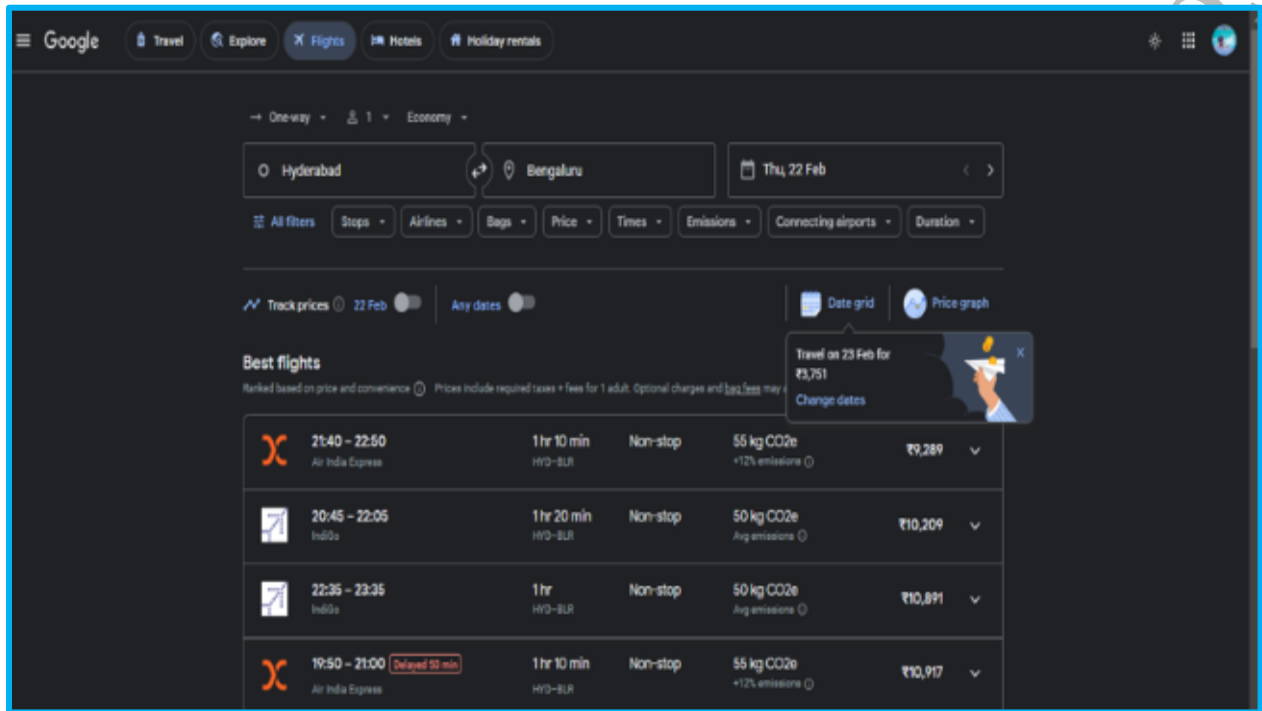 Google Travel Explore Flights Hotels Holiday rentals
One-way 1 Economy
Hyderabad Bengaluru Thu, 22 Feb
All filters Stops Airlines Bags Price Times Emissions Connecting airports Duration
Track prices 22 Feb Any dates Date grid Price graph
Travel on 23 Feb for
₹3,751
Change dates
Best flights
Ranked based on price and convenience Prices include required taxes + fees for 1 adult. Optional charges and bag fees may
21:40 – 22:50 1 hr 10 min Non-stop 55 kg CO2e ₹9,289
Air India Express HYD–BLR +12% emissions
20:45 – 22:05 1 hr 20 min Non-stop 50 kg CO2e ₹10,209
IndiGo HYD–BLR Avg emissions
22:35 – 23:35 1 hr Non-stop 50 kg CO2e ₹10,891
IndiGo HYD–BLR Avg emissions
19:50 – 21:00 Delayed 50 min 1 hr 10 min Non-stop 55 kg CO2e ₹10,917
Air India Express HYD–BLR +12% emissions